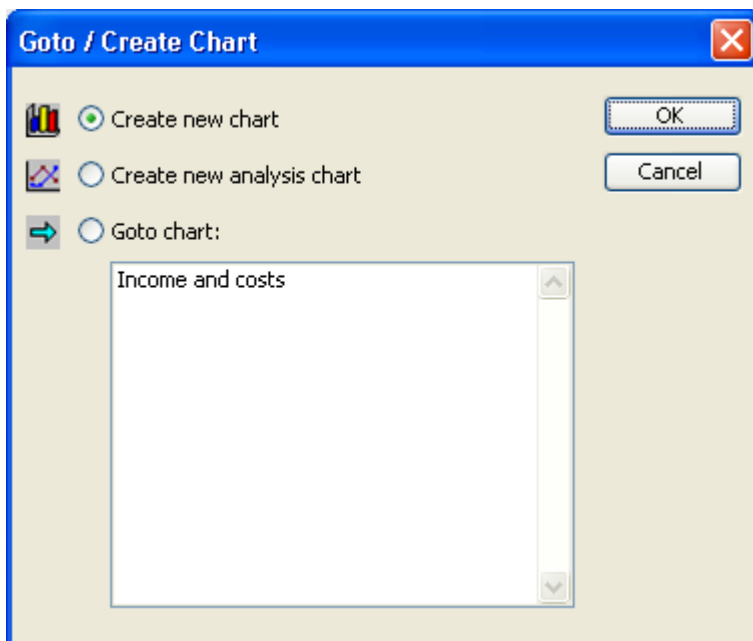 Goto / Create Chart
Create new chart
OK
Create new analysis chart
Cancel
Goto chart:
Income and costs